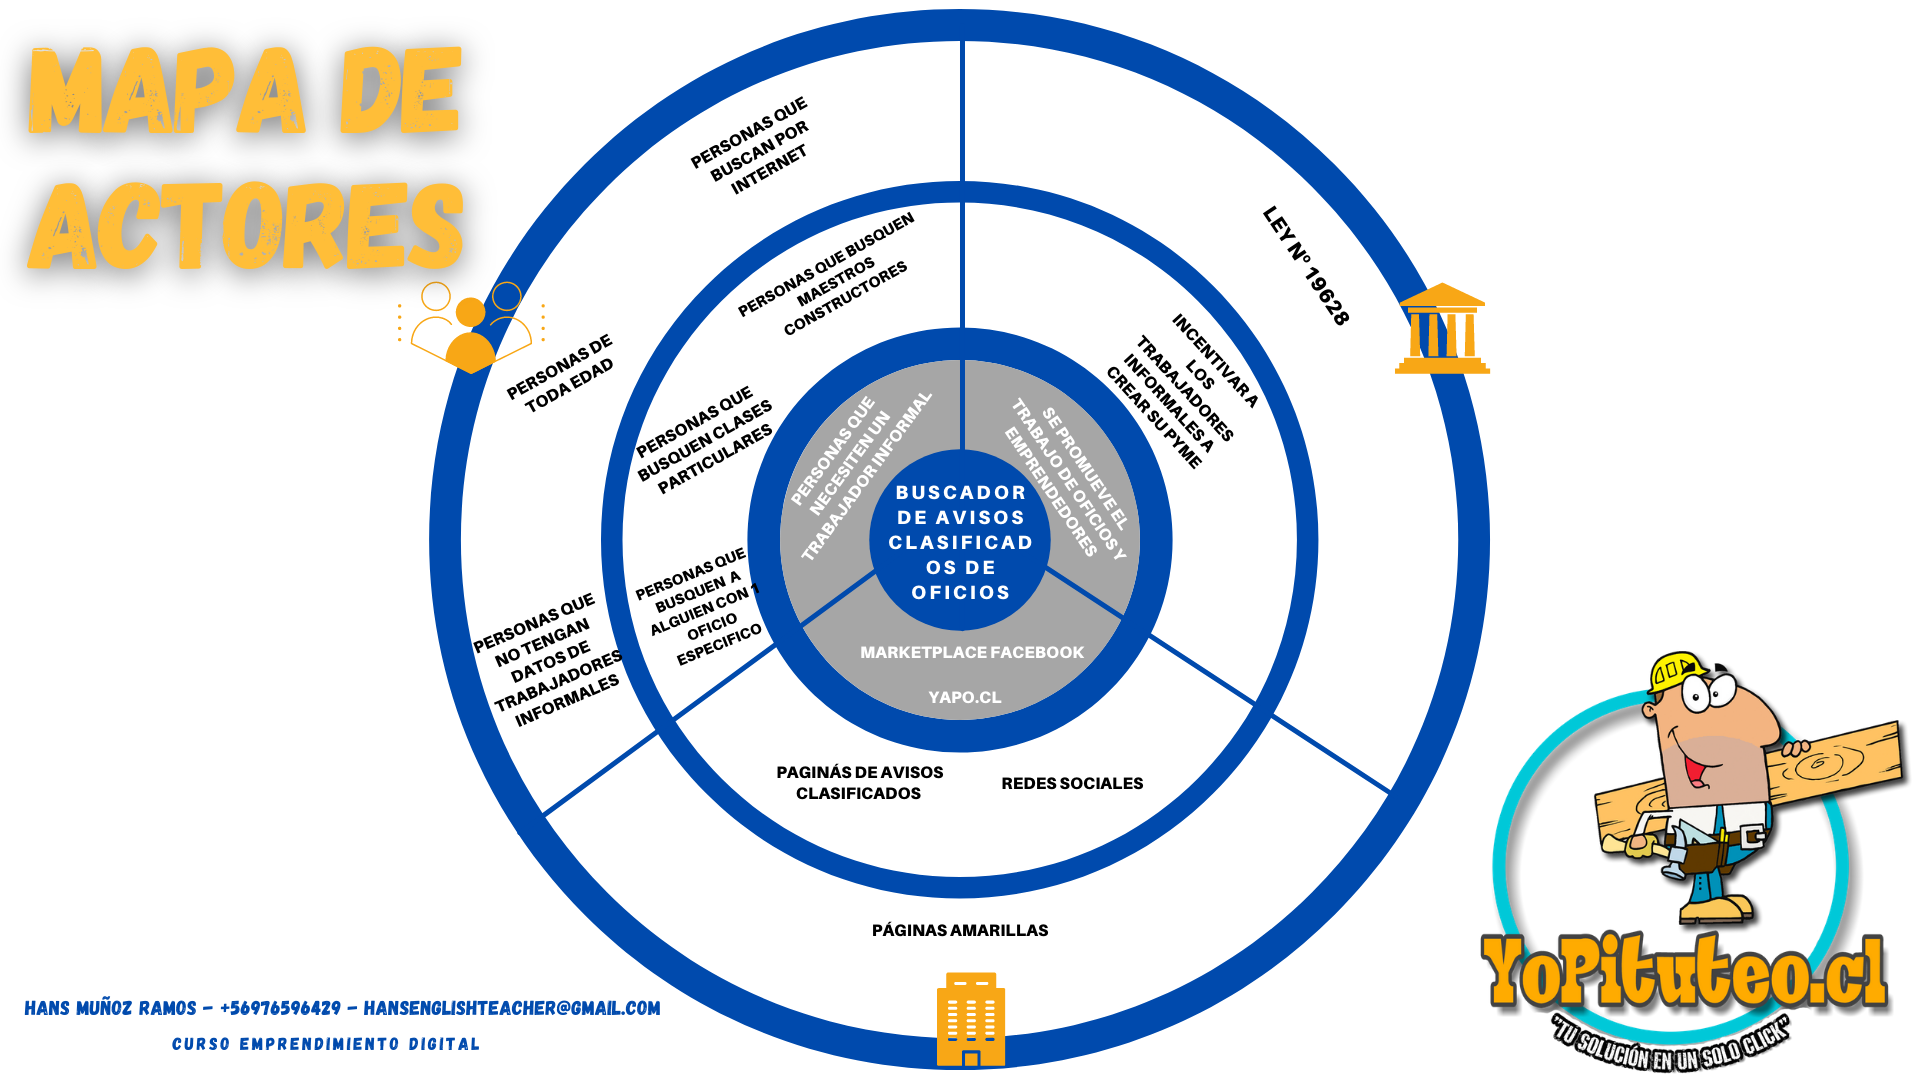 MAPA DE
ACTORES
PERSONAS QUE
BUSCAN POR
INTERNET
PERSONAS DE
TODA EDAD
PERSONAS QUE
NO TENGAN
DATOS DE
TRABAJADORES
INFORMALES
PERSONAS QUE BUSQUEN
MAESTROS
CONSTRUCTORES
PERSONAS QUE
BUSQUEN CLASES
PARTICULARES
PERSONAS QUE
BUSQUEN A
ALGUIEN CON 1
OFICIO
ESPECIFICO
PERSONAS QUE
NECESITEN UN
TRABAJADOR INFORMAL
LEY Nº 19628
INCENTIVAR A
LOS
TRABAJADORES
INFORMALES A
CREAR SU PYME
SE PROMUEVE EL
TRABAJO DE OFICIOS Y
EMPRENDEDORES
BUSCADOR
DE AVISOS
CLASIFICAD
OS DE
OFICIOS
MARKETPLACE FACEBOOK
YAPO.CL
PAGINÁS DE AVISOS
CLASIFICADOS
REDES SOCIALES
PÁGINAS AMARILLAS
HANS MUÑOZ RAMOS - +56976596429 - HANSENGLISHTEACHER@GMAIL.COM
CURSO EMPRENDIMIENTO DIGITAL
YoPituteo.cl
"TU SOLUCIÓN EN UN SOLO CLICK"